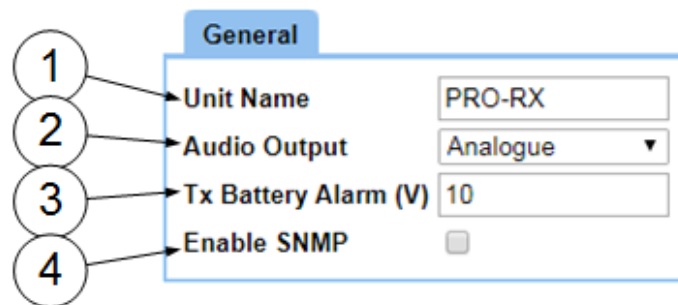 General
1
Unit Name PRO-RX
2
Audio Output Analogue
3
Tx Battery Alarm (V) 10
4
Enable SNMP